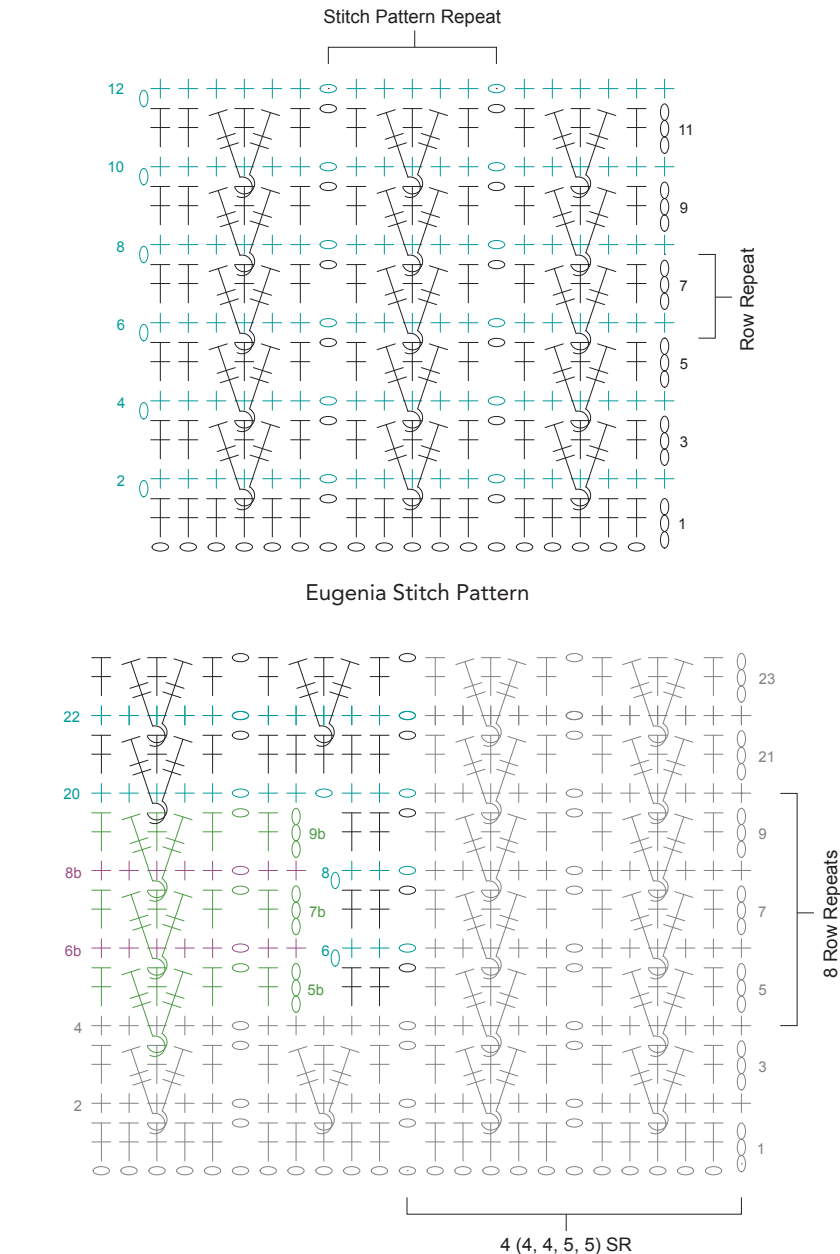 Stitch Pattern Repeat
12
11
10
9
8
7
Row Repeat
6
5
4
3
2
1
Eugenia Stitch Pattern
23
22
21
20
9b
9
8b
8
7b
7
8 Row Repeats
6b
6
5b
5
4
3
2
1
4 (4, 4, 5, 5) SR